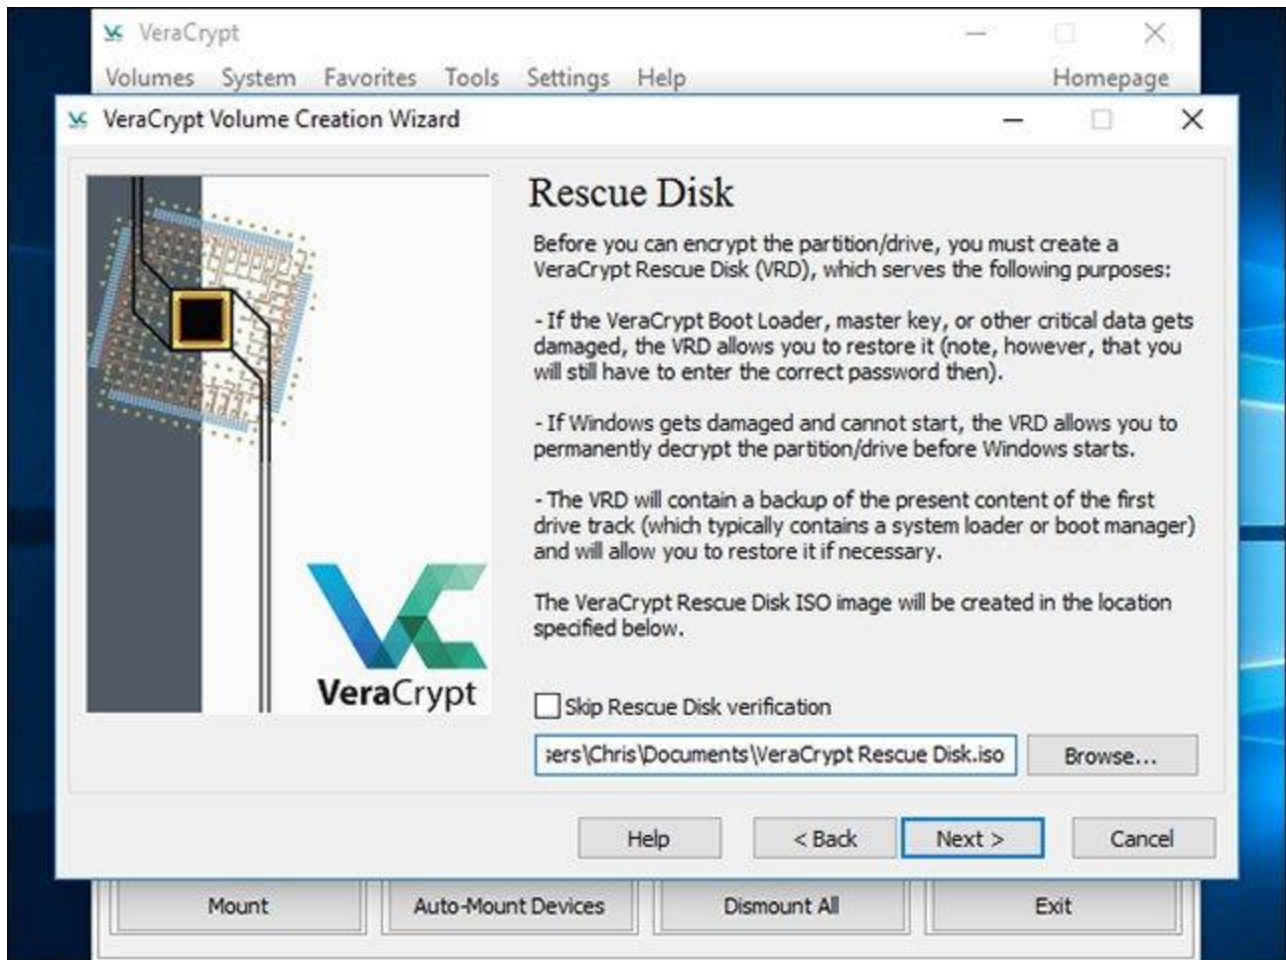 VeraCrypt
Volumes System Favorites Tools Settings Help Homepage
VeraCrypt Volume Creation Wizard
Rescue Disk
Before you can encrypt the partition/drive, you must create a
VeraCrypt Rescue Disk (VRD), which serves the following purposes:
- If the VeraCrypt Boot Loader, master key, or other critical data gets
damaged, the VRD allows you to restore it (note, however, that you
will still have to enter the correct password then).
- If Windows gets damaged and cannot start, the VRD allows you to
permanently decrypt the partition/drive before Windows starts.
- The VRD will contain a backup of the present content of the first
drive track (which typically contains a system loader or boot manager)
and will allow you to restore it if necessary.
The VeraCrypt Rescue Disk ISO image will be created in the location
specified below.
VeraCrypt
Skip Rescue Disk verification
sers\Chris\Documents\VeraCrypt Rescue Disk.iso Browse...
Help < Back Next > Cancel
Mount Auto-Mount Devices Dismount All Exit